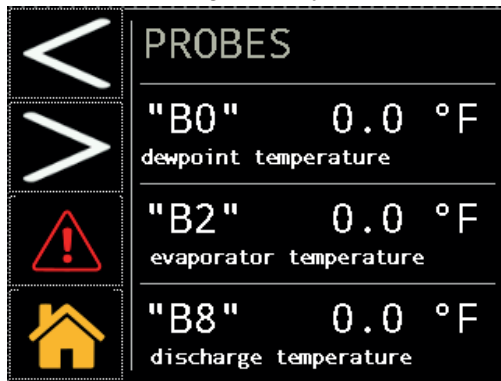 PROBES
"B0" 0.0 °F
dewpoint temperature
"B2" 0.0 °F
evaporator temperature
"B8" 0.0 °F
discharge temperature